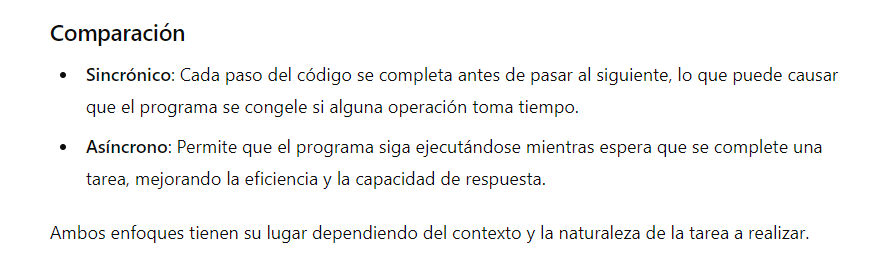 Comparación
• Sincrónico: Cada paso del código se completa antes de pasar al siguiente, lo que puede causar
que el programa se congele si alguna operación toma tiempo.
• Asíncrono: Permite que el programa siga ejecutándose mientras espera que se complete una
tarea, mejorando la eficiencia y la capacidad de respuesta.
Ambos enfoques tienen su lugar dependiendo del contexto y la naturaleza de la tarea a realizar.